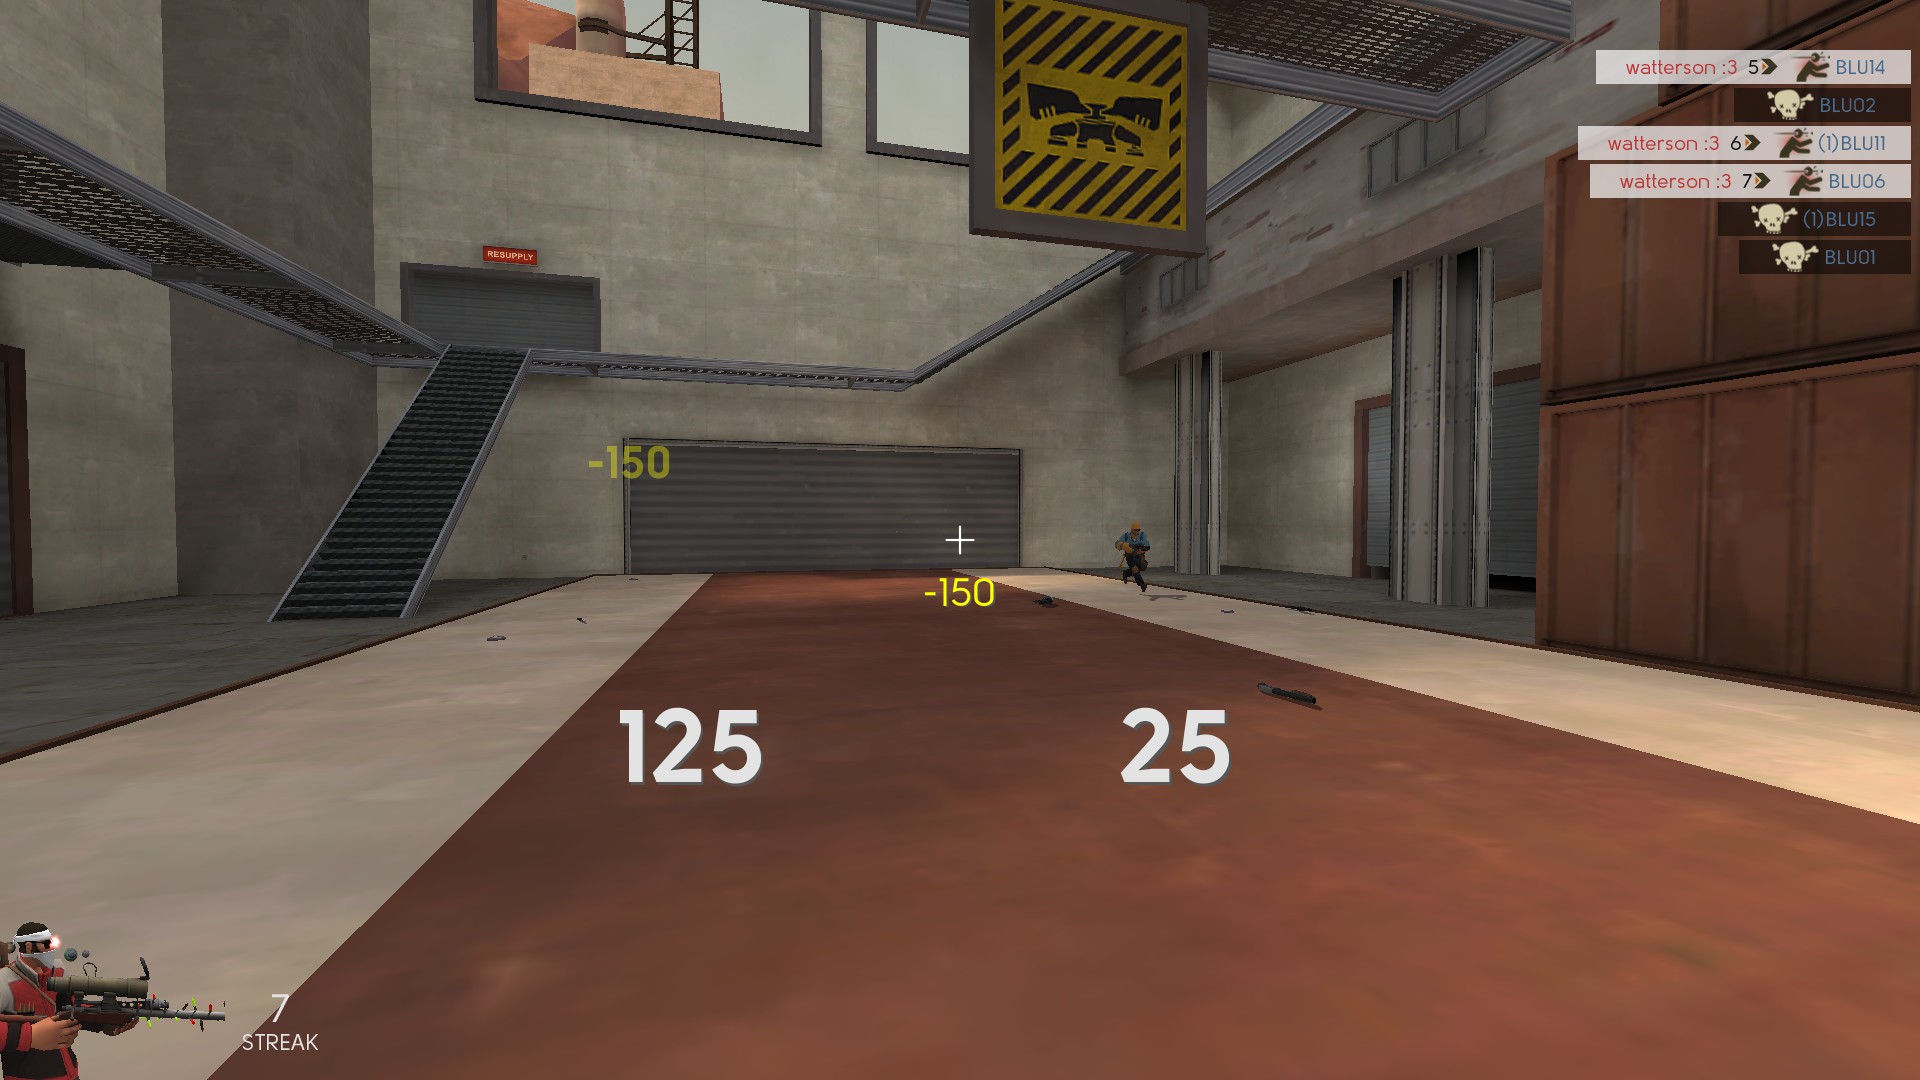 watterson :3 5 BLU14
BLU02
watterson :3 6 (1)BLU11
watterson :3 7 BLU06
(1)BLU15
BLU01
RESUPPLY
-150
-150
125 25
7
STREAK